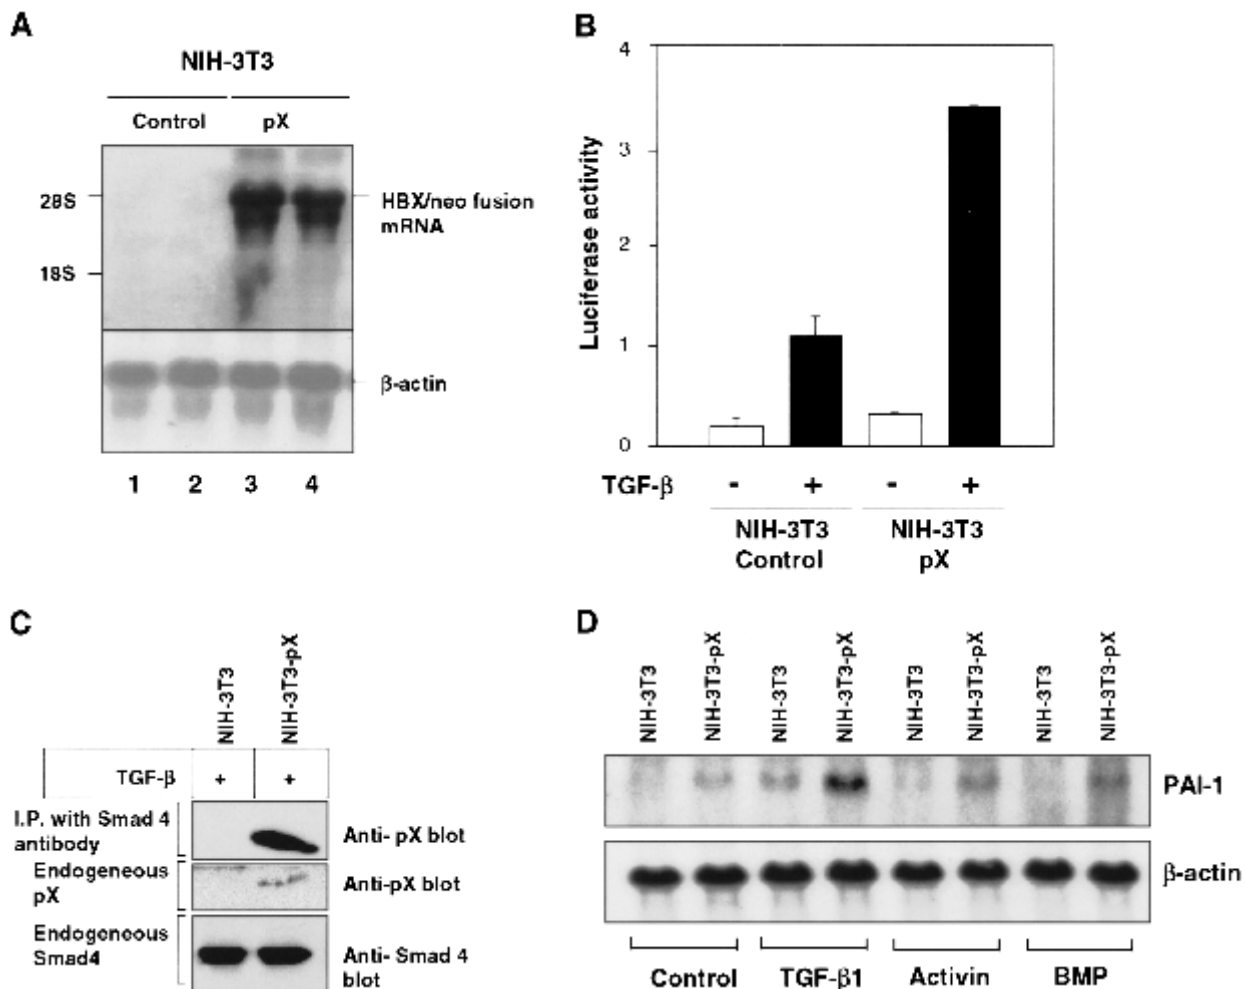 A
NIH-3T3
Control pX
28S
HBX/neo fusion
mRNA
18S
β-actin
1 2 3 4
B
Luciferase activity
4
3
2
1
0
TGF-β - + - +
NIH-3T3 NIH-3T3
Control pX
C
NIH-3T3
NIH-3T3-pX
TGF-β + +
I.P. with Smad 4
antibody
Anti- pX blot
Endogeneous
pX
Anti-pX blot
Endogeneous
Smad4
Anti- Smad 4
blot
D
NIH-3T3
NIH-3T3-pX
NIH-3T3
NIH-3T3-pX
NIH-3T3
NIH-3T3-pX
NIH-3T3
NIH-3T3-pX
PAI-1
β-actin
Control TGF-β1 Activin BMP